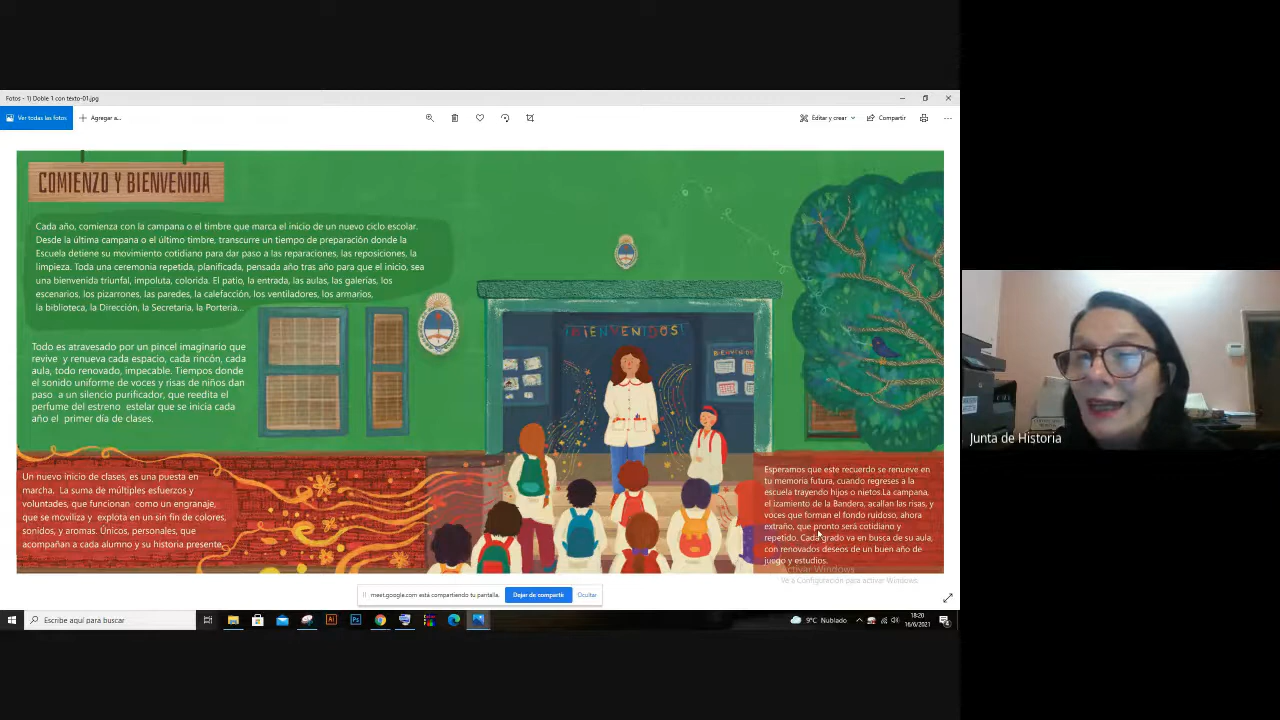 Fotos - 1) Doble 1 con texto-01.jpg
Ver todas las fotos
Agregar a...
Editar y crear
Compartir
COMIENZO Y BIENVENIDA
Cada año, comienza con la campana o el timbre que marca el inicio de un nuevo ciclo escolar.
Desde la última campana o el último timbre, transcurre un tiempo de preparación donde la
Escuela detiene su movimiento cotidiano para dar paso a las reparaciones, las reposiciones, la
limpieza. Toda una ceremonia repetida, planificada, pensada año tras año para que el inicio, sea
una bienvenida triunfal, impoluta, colorida. El patio, la entrada, las aulas, las galerías, los
escenarios, los pizarrones, las paredes, la calefacción, los ventiladores, los armarios,
la biblioteca, la Dirección, la Secretaria, la Porteria...
Todo es atravesado por un pincel imaginario que
revive y renueva cada espacio, cada rincón, cada
aula, todo renovado, impecable. Tiempos donde
el sonido uniforme de voces y risas de niños dan
paso a un silencio purificador, que reedita el
perfume del estreno estelar que se inicia cada
año el primer día de clases.
BIENVENIDOS
BIENVENIDO
Un nuevo inicio de clases, es una puesta en
marcha. La suma de múltiples esfuerzos y
voluntades, que funcionan como un engranaje,
que se moviliza y explota en un sin fin de colores,
sonidos, y aromas. Únicos, personales, que
acompañan a cada alumno y su historia presente.
Esperamos que este recuerdo se renueve en
tu memoria futura, cuando regreses a la
escuela trayendo hijos o nietos.La campana,
el izamiento de la Bandera, acallan las risas, y
voces que forman el fondo ruidoso, ahora
extraño, que pronto será cotidiano y
repetido. Cada grado va en busca de su aula,
con renovados deseos de un buen año de
juego y estudios.
Activar Windows
Ve a Configuración para activar Windows.
meet.google.com está compartiendo tu pantalla.
Dejar de compartir
Ocultar
Escribe aquí para buscar
9°C Nublado
18:20
16/6/2021
Junta de Historia